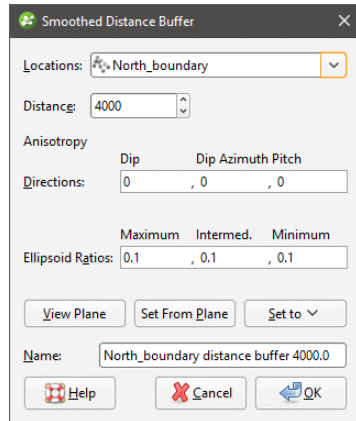 Smoothed Distance Buffer
Locations: North_boundary
Distance: 4000
Anisotropy
Dip Dip Azimuth Pitch
Directions: 0 , 0 , 0
Maximum Intermed. Minimum
Ellipsoid Ratios: 0.1 , 0.1 , 0.1
View Plane Set From Plane Set to
Name: North_boundary distance buffer 4000.0
Help Cancel OK